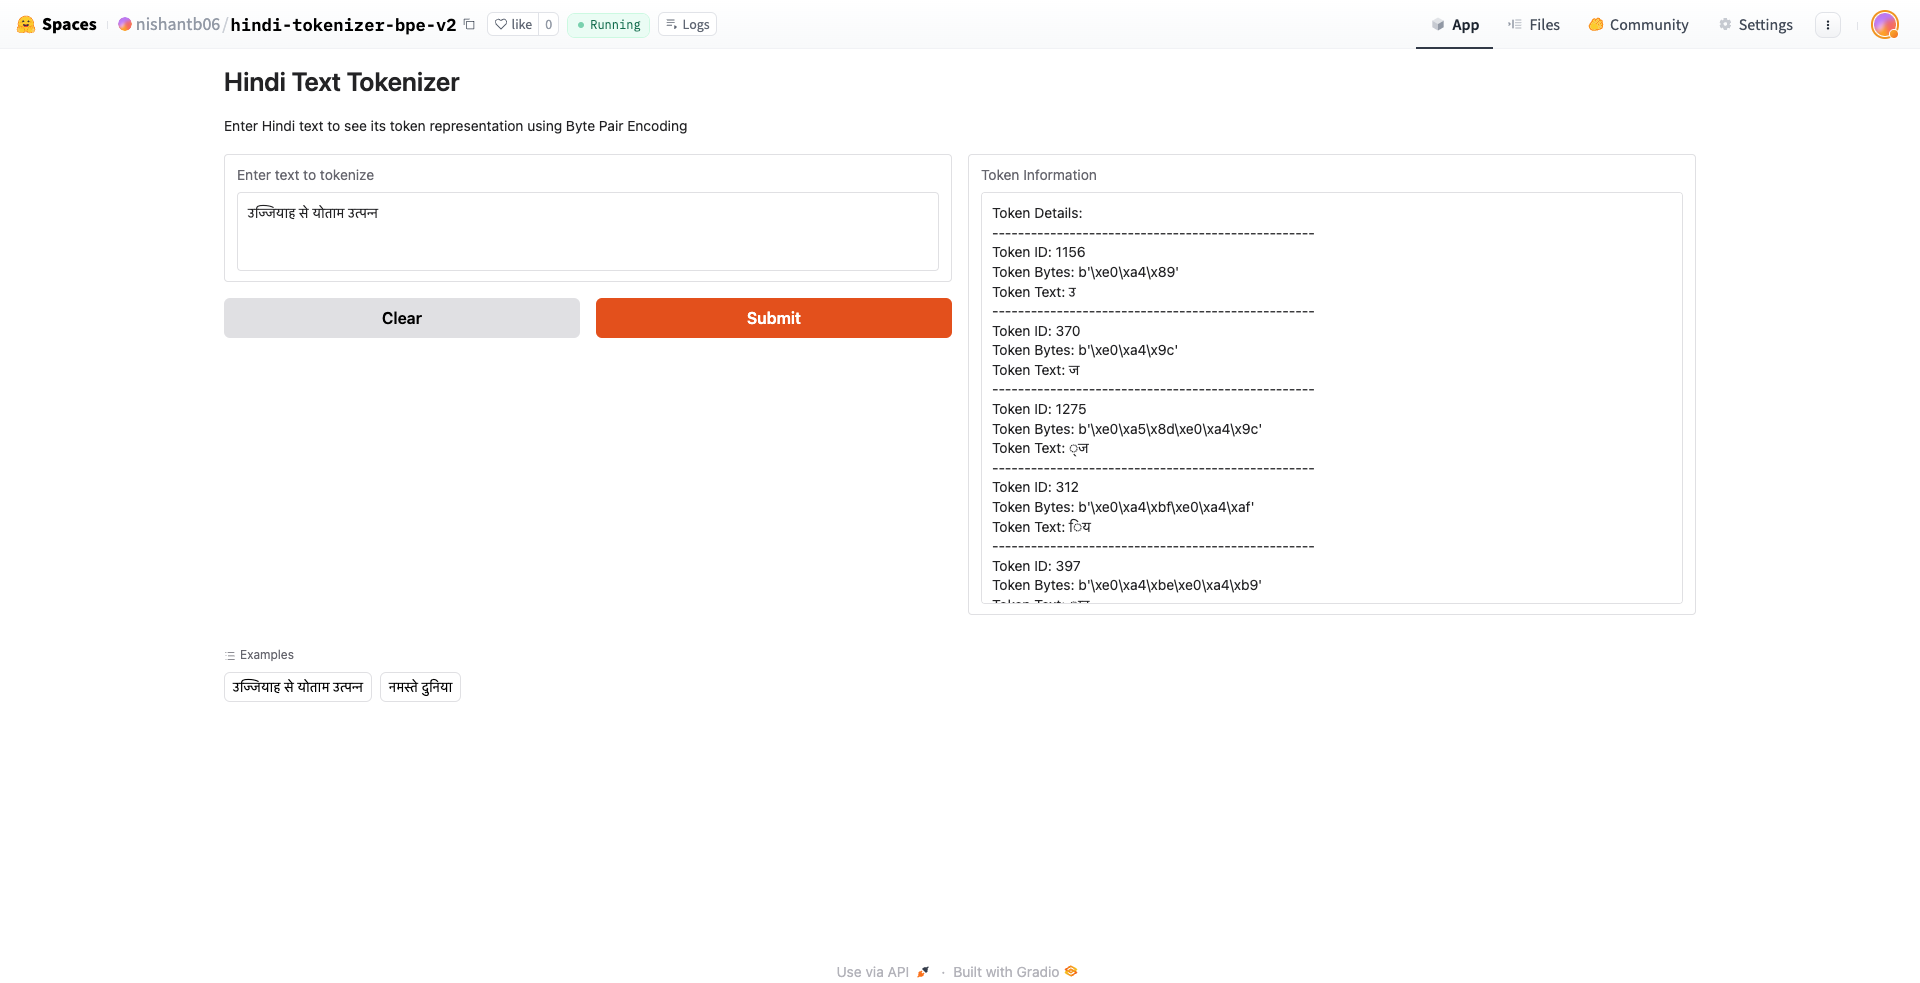 Spaces
nishantb06/hindi-tokenizer-bpe-v2
like 0
Running
Logs
App
Files
Community
Settings
Hindi Text Tokenizer
Enter Hindi text to see its token representation using Byte Pair Encoding
Enter text to tokenize
उज्जियाह से योताम उत्पन्न
Clear
Submit
Token Information
Token Details:
--------------------------------------------------
Token ID: 1156
Token Bytes: b'\xe0\xa4\x89'
Token Text: उ
--------------------------------------------------
Token ID: 370
Token Bytes: b'\xe0\xa4\x9c'
Token Text: ज
--------------------------------------------------
Token ID: 1275
Token Bytes: b'\xe0\xa5\x8d\xe0\xa4\x9c'
Token Text: ्ज
--------------------------------------------------
Token ID: 312
Token Bytes: b'\xe0\xa4\xbf\xe0\xa4\xaf'
Token Text: िय
--------------------------------------------------
Token ID: 397
Token Bytes: b'\xe0\xa4\xbe\xe0\xa4\xb9'
Examples
उज्जियाह से योताम उत्पन्न
नमस्ते दुनिया
Use via API · Built with Gradio